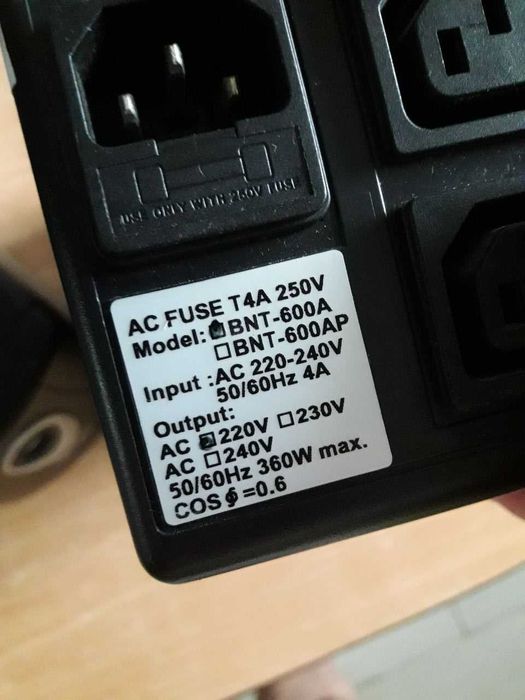 USE ONLY WITH 250V FUSE
AC FUSE T4A 250V
Model: ☑BNT-600A
☐BNT-600AP
Input :AC 220-240V
50/60Hz 4A
Output:
AC ☑220V ☐230V
AC ☐240V
50/60Hz 360W max.
COS ϕ =0.6